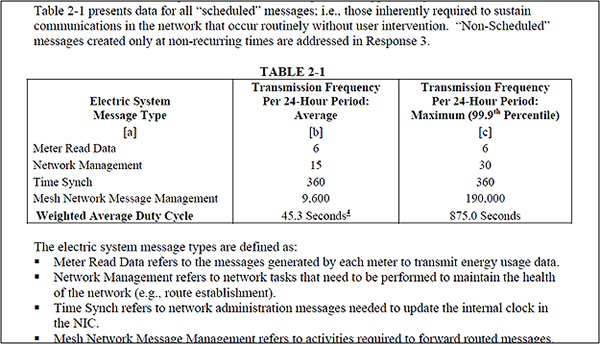 Table 2-1 presents data for all “scheduled” messages; i.e., those inherently required to sustain
communications in the network that occur routinely without user intervention. “Non-Scheduled”
messages created only at non-recurring times are addressed in Response 3.
TABLE 2-1
Electric System Message Type [a] Transmission Frequency Per 24-Hour Period: Average [b] Transmission Frequency Per 24-Hour Period: Maximum (99.9th Percentile) [c]
Meter Read Data 6 6
Network Management 15 30
Time Synch 360 360
Mesh Network Message Management 9,600 190,000
Weighted Average Duty Cycle 45.3 Seconds4 875.0 Seconds
The electric system message types are defined as:
▪ Meter Read Data refers to the messages generated by each meter to transmit energy usage data.
▪ Network Management refers to network tasks that need to be performed to maintain the health
of the network (e.g., route establishment).
▪ Time Synch refers to network administration messages needed to update the internal clock in
the NIC.
▪ Mesh Network Message Management refers to activities required to forward routed messages,